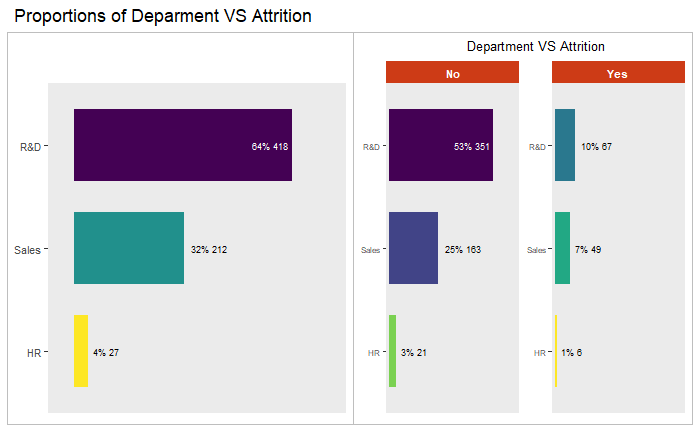 Proportions of Deparment VS Attrition
R&D
64% 418
Sales
32% 212
HR
4% 27
Department VS Attrition
No
R&D
53% 351
Sales
25% 163
HR
3% 21
Yes
R&D
10% 67
Sales
7% 49
HR
1% 6